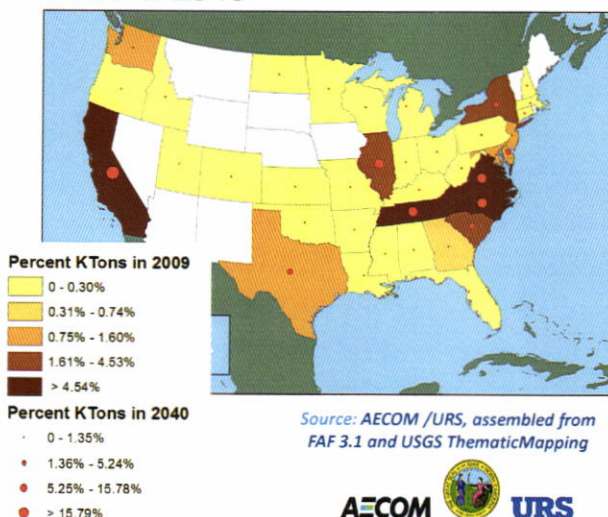 Percent KTons in 2009
0 - 0.30%
0.31% - 0.74%
0.75% - 1.60%
1.61% - 4.53%
> 4.54%
Percent KTons in 2040
0 - 1.35%
1.36% - 5.24%
5.25% - 15.78%
> 15.79%
Source: AECOM /URS, assembled from
FAF 3.1 and USGS ThematicMapping
AECOM
URS